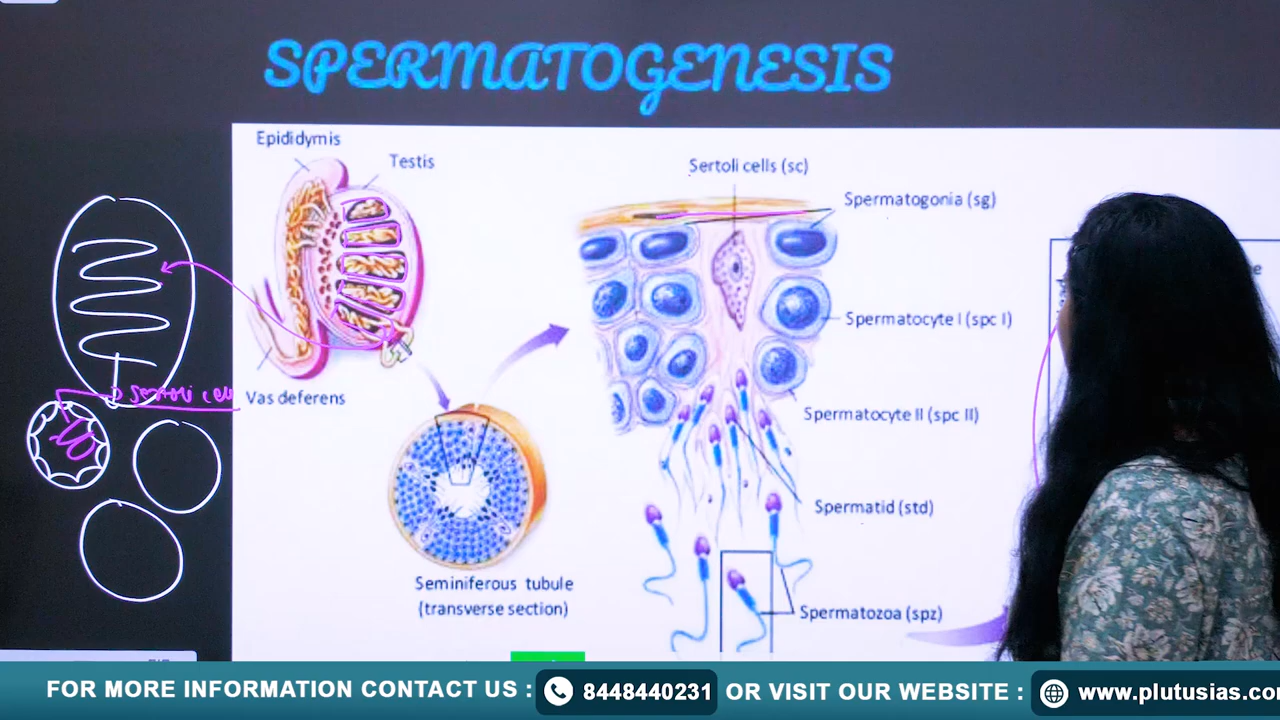 SPERMATOGENESIS
Epididymis
Testis
Sertoli cells (sc)
Spermatogonia (sg)
Spermatocyte I (spc I)
Vas deferens
Spermatocyte II (spc II)
Spermatid (std)
Seminiferous tubule
(transverse section)
Spermatozoa (spz)
FOR MORE INFORMATION CONTACT US : 8448440231 OR VISIT OUR WEBSITE : www.plutusias.co